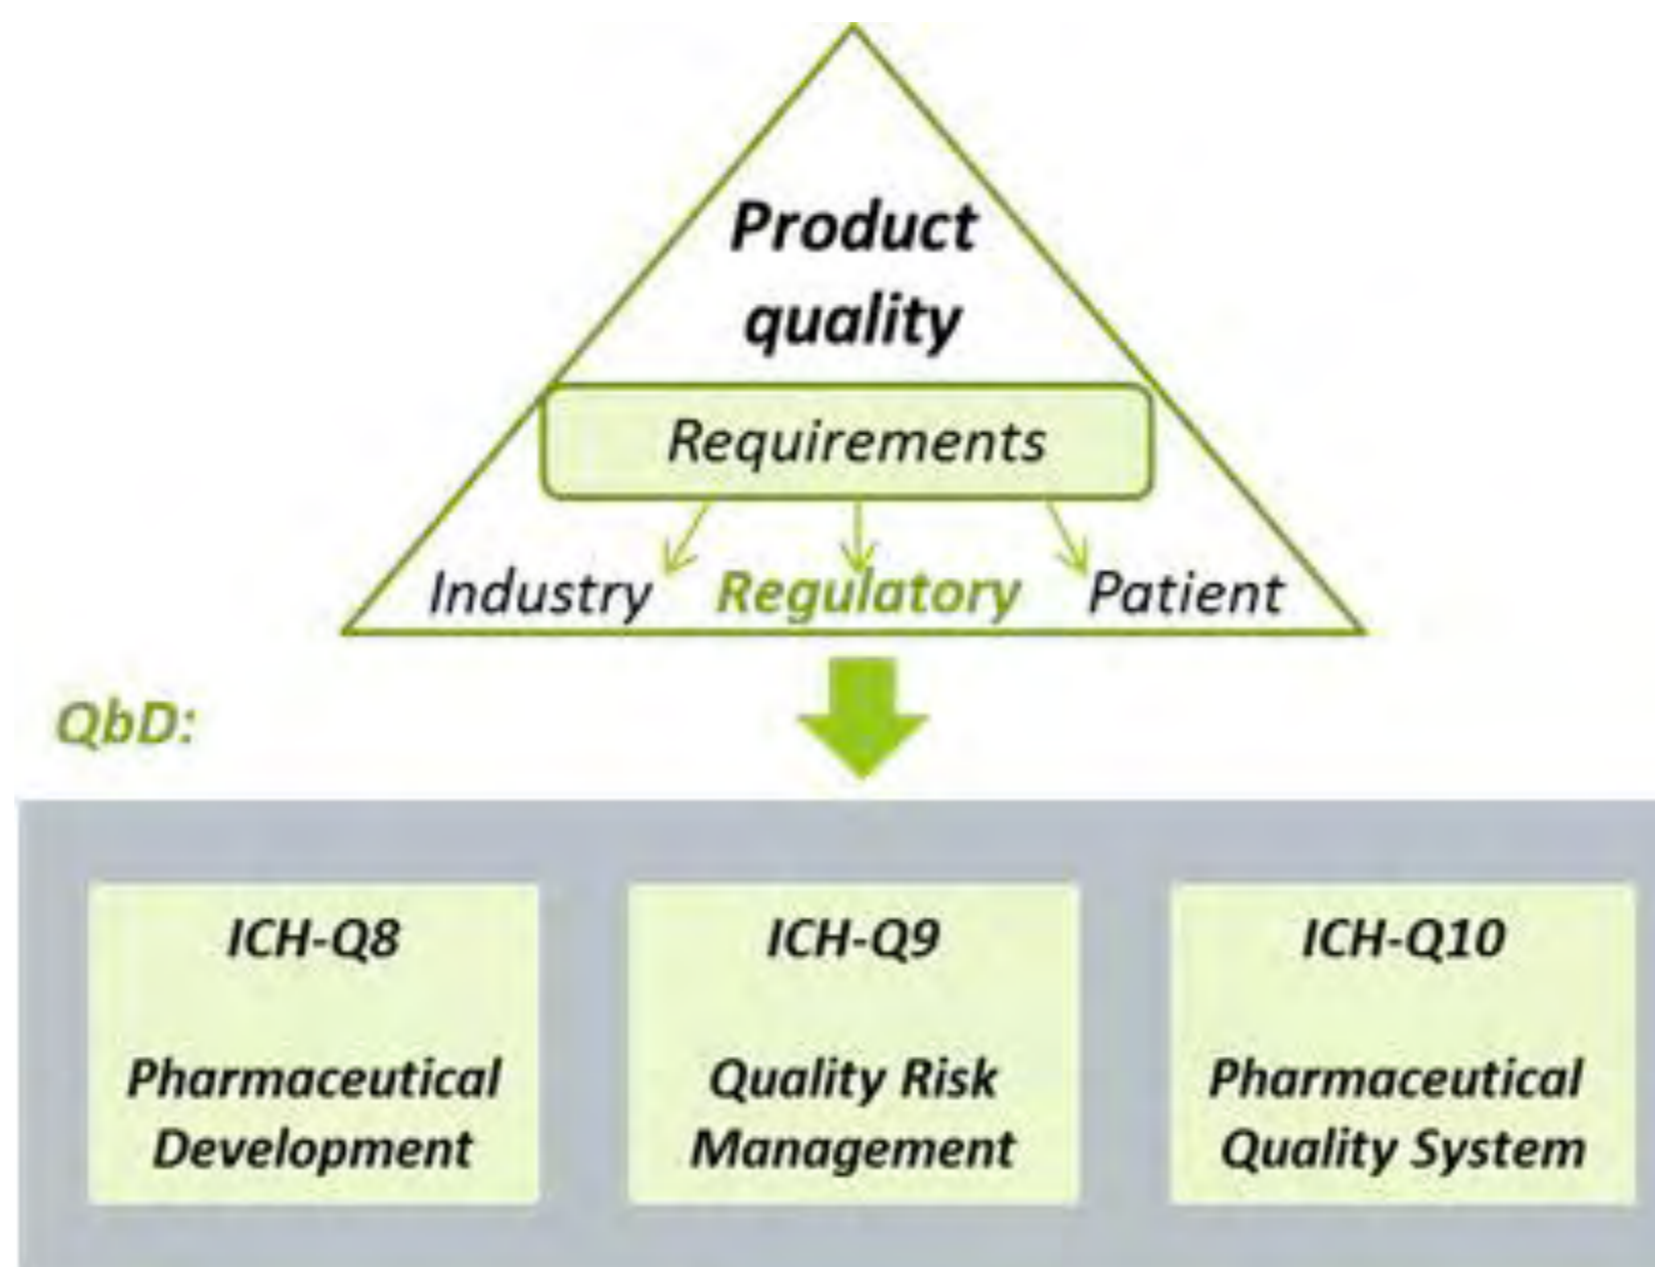 Product
quality
Requirements
Industry Regulatory Patient
QbD:
ICH-Q8
Pharmaceutical
Development
ICH-Q9
Quality Risk
Management
ICH-Q10
Pharmaceutical
Quality System